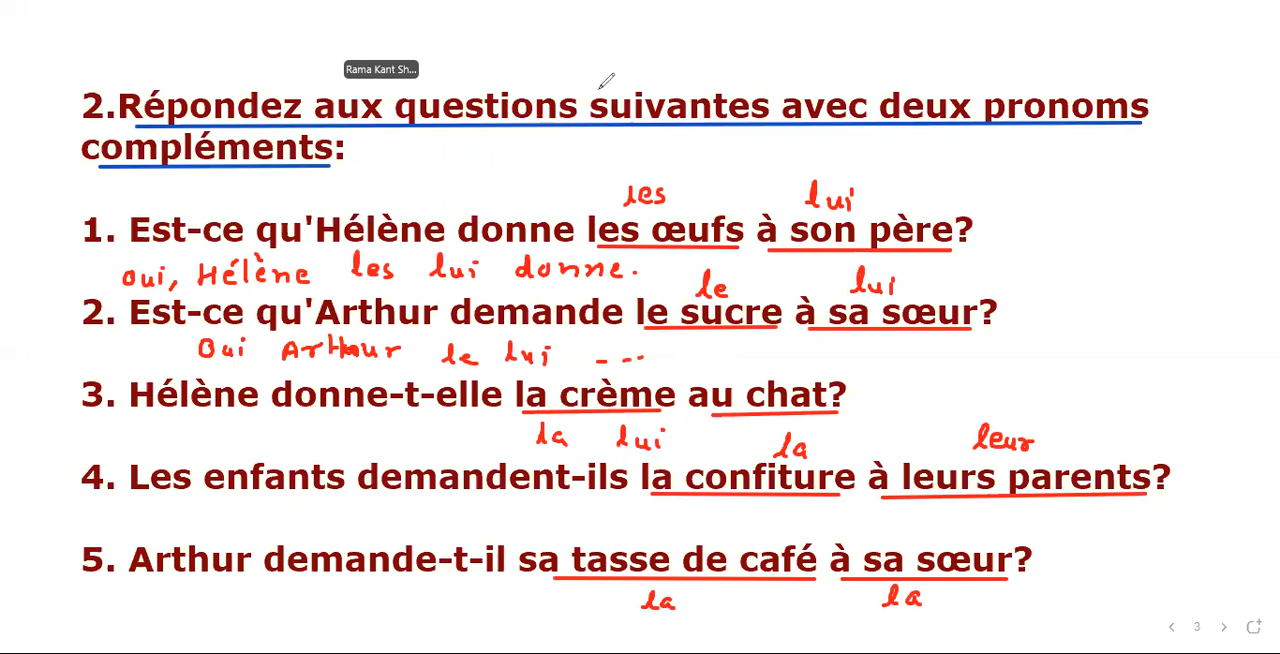 Rama Kant Sh...
2.Répondez aux questions suivantes avec deux pronoms
compléments:
les lui
1. Est-ce qu'Hélène donne les œufs à son père?
Oui, Hélène les lui donne.
le lui
2. Est-ce qu'Arthur demande le sucre à sa sœur?
Oui Arthur le lui ---
3. Hélène donne-t-elle la crème au chat?
la lui
la leur
4. Les enfants demandent-ils la confiture à leurs parents?
5. Arthur demande-t-il sa tasse de café à sa sœur?
la la
3